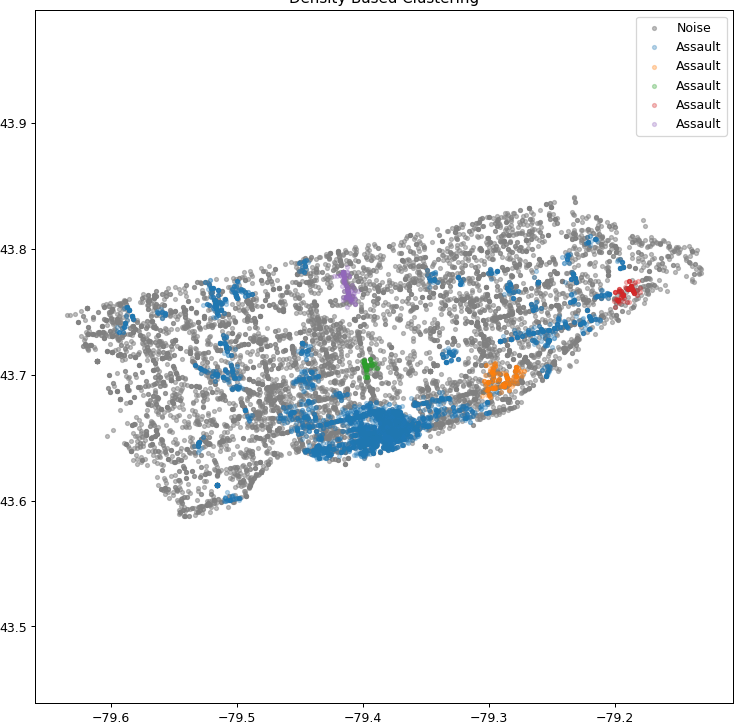 Density Based Clustering
Noise
Assault
Assault
Assault
Assault
Assault
43.9
43.8
43.7
43.6
43.5
−79.6 −79.5 −79.4 −79.3 −79.2